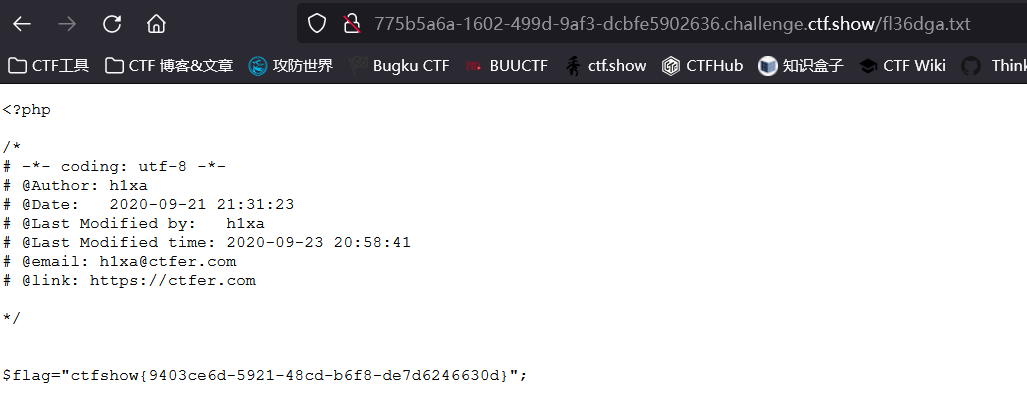 775b5a6a-1602-499d-9af3-dcbfe5902636.challenge.ctf.show/fl36dga.txt
CTF工具 CTF 博客&文章 攻防世界 Bugku CTF BUUCTF ctf.show CTFHub 知识盒子 CTF Wiki Think
<?php
/*
# -*- coding: utf-8 -*-
# @Author: h1xa
# @Date:   2020-09-21 21:31:23
# @Last Modified by:   h1xa
# @Last Modified time: 2020-09-23 20:58:41
# @email: h1xa@ctfer.com
# @link: https://ctfer.com
*/
$flag="ctfshow{9403ce6d-5921-48cd-b6f8-de7d6246630d}";